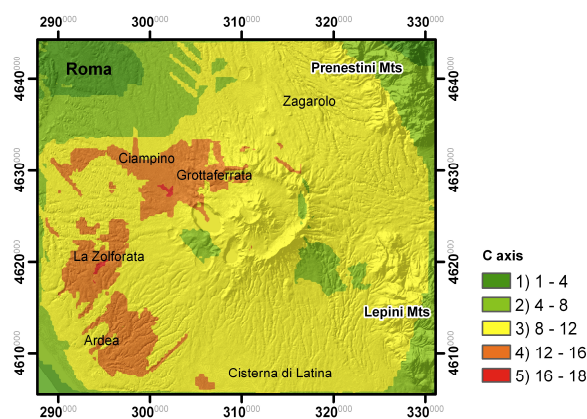 290000 300000 310000 320000 330000
4640000 4640000
Roma
Prenestini Mts
Zagarolo
4630000 4630000
Ciampino
Grottaferrata
La Zolforata
4620000 4620000
C axis
1) 1 - 4
2) 4 - 8
3) 8 - 12
4) 12 - 16
5) 16 - 18
Lepini Mts
4610000 4610000
Ardea
Cisterna di Latina
290000 300000 310000 320000 330000